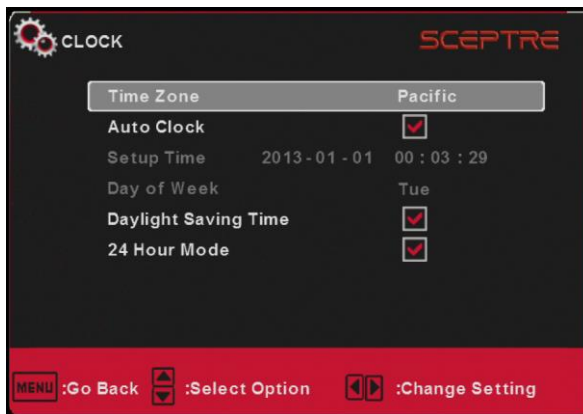 CLOCK SCEPTRE
Time Zone Pacific
Auto Clock
Setup Time 2013-01-01 00:03:29
Day of Week Tue
Daylight Saving Time
24 Hour Mode
MENU :Go Back :Select Option :Change Setting